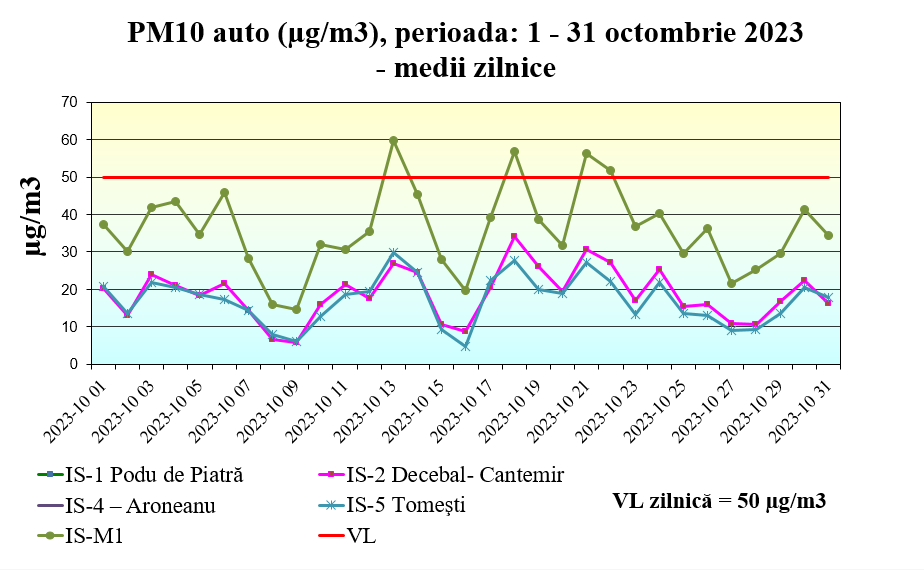 PM10 auto (µg/m3), perioada: 1 - 31 octombrie 2023
- medii zilnice
µg/m3
70
60
50
40
30
20
10
0
2023-10 01
2023-10 03
2023-10 05
2023-10 07
2023-10 09
2023-10 11
2023-10 13
2023-10 15
2023-10 17
2023-10 19
2023-10 21
2023-10 23
2023-10 25
2023-10 27
2023-10 29
2023-10 31
IS-1 Podu de Piatră
IS-2 Decebal- Cantemir
IS-4 – Aroneanu
IS-5 Tomeşti
IS-M1
VL
VL zilnică = 50 µg/m3